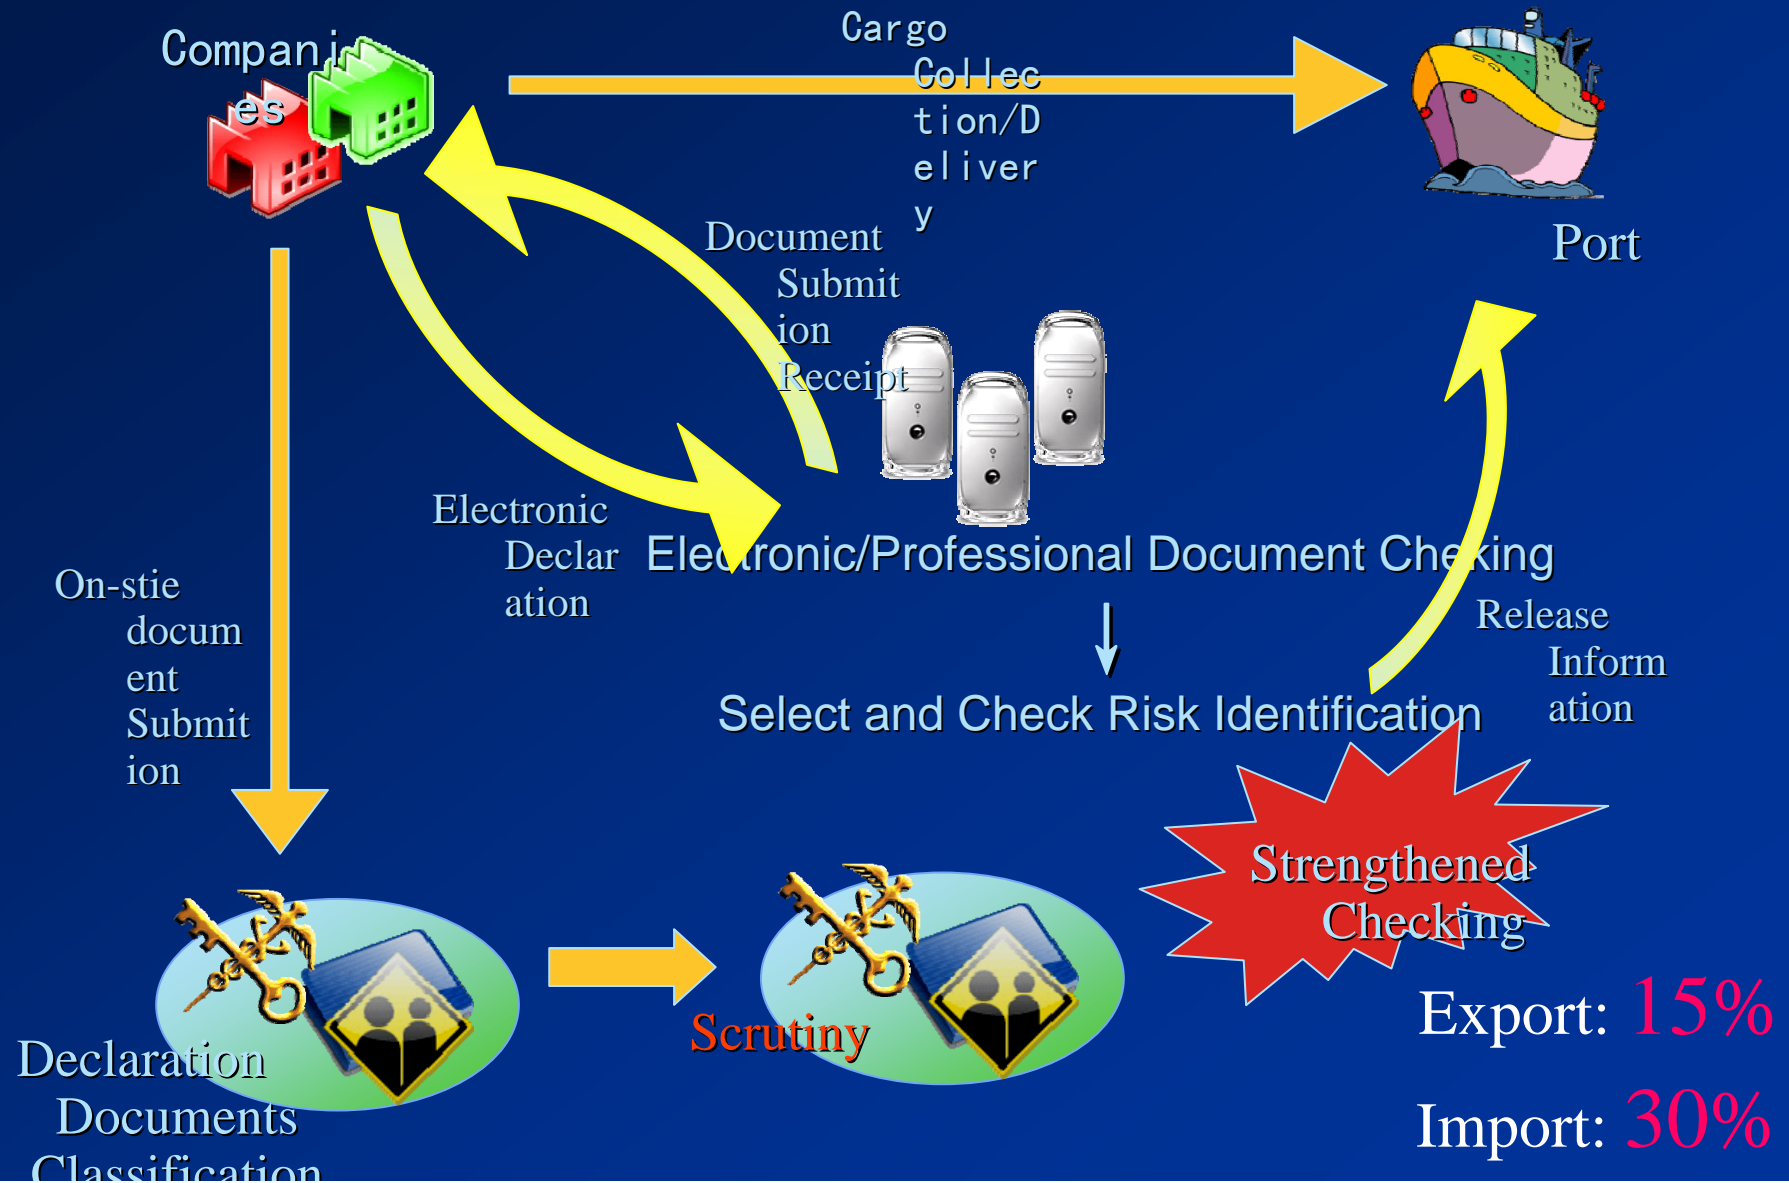 Compani
es
Cargo
Collec
tion/D
eliver
y
Port
Document
Submit
ion
Receipt
Electronic
Declar
ation
Electronic/Professional Document Cheking
On-stie
docum
ent
Submit
ion
Release
Inform
ation
Select and Check Risk Identification
Strengthened
Checking
Scrutiny
Export: 15%
Import: 30%
Declaration
Documents
Classification